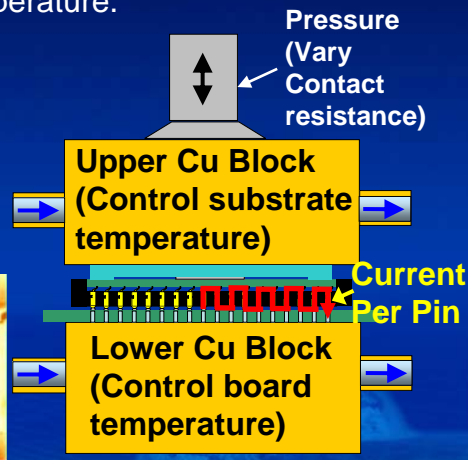 perature.
Pressure
(Vary
Contact
resistance)
Upper Cu Block
(Control substrate
temperature)
Current
Per Pin
Lower Cu Block
(Control board
temperature)